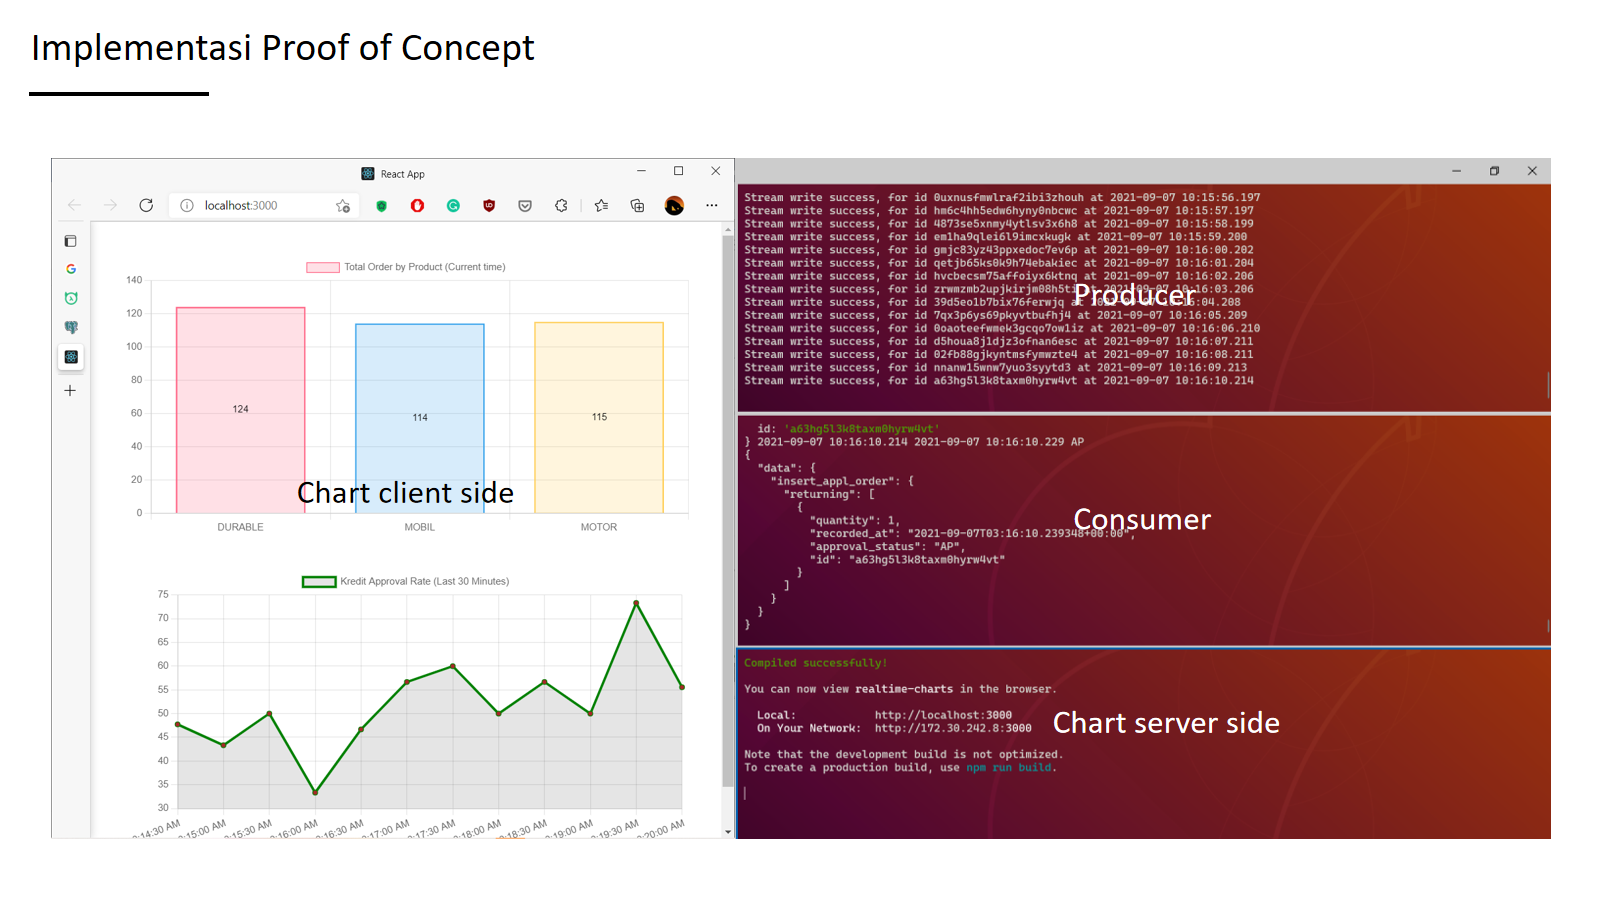 Implementasi Proof of Concept
React App
localhost:3000
Total Order by Product (Current time)
140
120
100
80
60
40
20
0
124
114
115
DURABLE
MOBIL
MOTOR
Chart client side
Kredit Approval Rate (Last 30 Minutes)
75
70
65
60
55
50
45
40
35
30
:14:30 AM
:15:00 AM
:15:30 AM
:16:00 AM
:16:30 AM
:17:00 AM
:17:30 AM
:18:00 AM
:18:30 AM
:19:00 AM
:19:30 AM
:20:00 AM
Stream write success, for id 0uxnusfmwlraf2ibi3zhouh at 2021-09-07 10:15:56.197
Stream write success, for id hm6c4hh5edw6hyny0nbcwc at 2021-09-07 10:15:57.197
Stream write success, for id 4873se5xnmy4ytlsv3x6h8 at 2021-09-07 10:15:58.199
Stream write success, for id em1ha9qlei6l9imcxkugk at 2021-09-07 10:15:59.200
Stream write success, for id gmjc83yz43ppxedoc7ev6p at 2021-09-07 10:16:00.202
Stream write success, for id qetjb65ks0k9h74ebakiec at 2021-09-07 10:16:01.204
Stream write success, for id hvcbecsm75affoiyx6ktnq at 2021-09-07 10:16:02.206
Stream write success, for id at 2021-09-07 10:16:03.206
Stream write success, for id 39d5eo1b7bix76ferwjq at 2021-09-07 10:16:04.208
Stream write success, for id 7qx3p6ys69pkyvtbufhj4 at 2021-09-07 10:16:05.209
Stream write success, for id 0oaoteefwmek3gcqo7ow1iz at 2021-09-07 10:16:06.210
Stream write success, for id d5houa8j1djz3ofnan6esc at 2021-09-07 10:16:07.211
Stream write success, for id 02fb88gjkyntmsfymwzte4 at 2021-09-07 10:16:08.211
Stream write success, for id nnanw15wnw7yuo3syytd3 at 2021-09-07 10:16:09.213
Stream write success, for id a63hg5l3k8taxm0hyrw4vt at 2021-09-07 10:16:10.214
Producer
id: 'a63hg5l3k8taxm0hyrw4vt'
} 2021-09-07 10:16:10.214 2021-09-07 10:16:10.229 AP
{
"data": {
"insert_appl_order": {
"returning": [
{
"quantity": 1,
"recorded_at": "2021-09-07T03:16:10.239348+00:00",
"approval_status": "AP",
"id": "a63hg5l3k8taxm0hyrw4vt"
}
]
}
}
}
Consumer
Compiled successfully!
You can now view realtime-charts in the browser.
Local: http://localhost:3000
On Your Network: http://172.30.242.8:3000
Note that the development build is not optimized.
To create a production build, use npm run build.
Chart server side